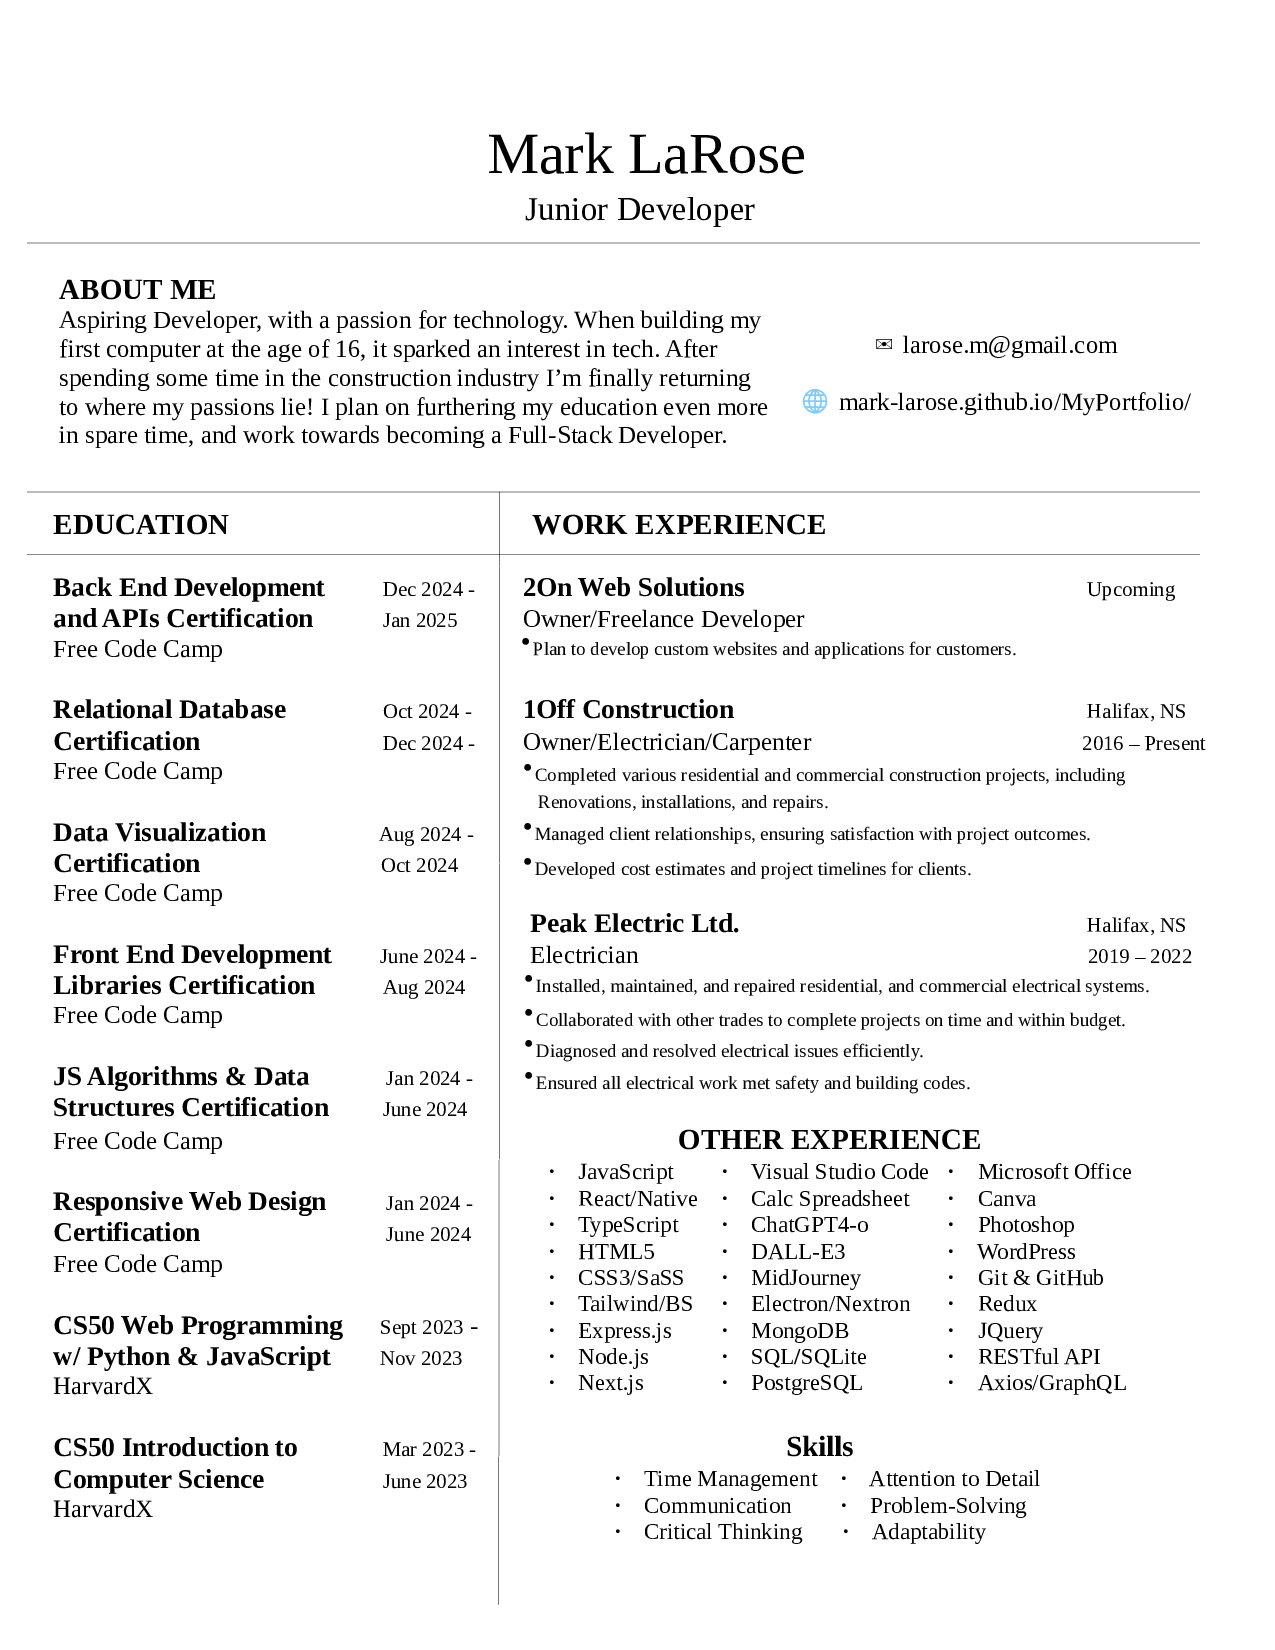 Mark LaRose
Junior Developer
ABOUT ME
Aspiring Developer, with a passion for technology. When building my
first computer at the age of 16, it sparked an interest in tech. After
spending some time in the construction industry I’m finally returning
to where my passions lie! I plan on furthering my education even more
in spare time, and work towards becoming a Full-Stack Developer.
✉ larose.m@gmail.com
🌐 mark-larose.github.io/MyPortfolio/
EDUCATION
Back End Development Dec 2024 -
and APIs Certification Jan 2025
Free Code Camp
Relational Database Oct 2024 -
Certification Dec 2024 -
Free Code Camp
Data Visualization Aug 2024 -
Certification Oct 2024
Free Code Camp
Front End Development June 2024 -
Libraries Certification Aug 2024
Free Code Camp
JS Algorithms & Data Jan 2024 -
Structures Certification June 2024
Free Code Camp
Responsive Web Design Jan 2024 -
Certification June 2024
Free Code Camp
CS50 Web Programming Sept 2023 -
w/ Python & JavaScript Nov 2023
HarvardX
CS50 Introduction to Mar 2023 -
Computer Science June 2023
HarvardX
WORK EXPERIENCE
2On Web Solutions Upcoming
Owner/Freelance Developer
• Plan to develop custom websites and applications for customers.
1Off Construction Halifax, NS
Owner/Electrician/Carpenter 2016 – Present
• Completed various residential and commercial construction projects, including
Renovations, installations, and repairs.
• Managed client relationships, ensuring satisfaction with project outcomes.
• Developed cost estimates and project timelines for clients.
Peak Electric Ltd. Halifax, NS
Electrician 2019 – 2022
• Installed, maintained, and repaired residential, and commercial electrical systems.
• Collaborated with other trades to complete projects on time and within budget.
• Diagnosed and resolved electrical issues efficiently.
• Ensured all electrical work met safety and building codes.
OTHER EXPERIENCE
· JavaScript · Visual Studio Code · Microsoft Office
· React/Native · Calc Spreadsheet · Canva
· TypeScript · ChatGPT4-o · Photoshop
· HTML5 · DALL-E3 · WordPress
· CSS3/SaSS · MidJourney · Git & GitHub
· Tailwind/BS · Electron/Nextron · Redux
· Express.js · MongoDB · JQuery
· Node.js · SQL/SQLite · RESTful API
· Next.js · PostgreSQL · Axios/GraphQL
Skills
· Time Management · Attention to Detail
· Communication · Problem-Solving
· Critical Thinking · Adaptability